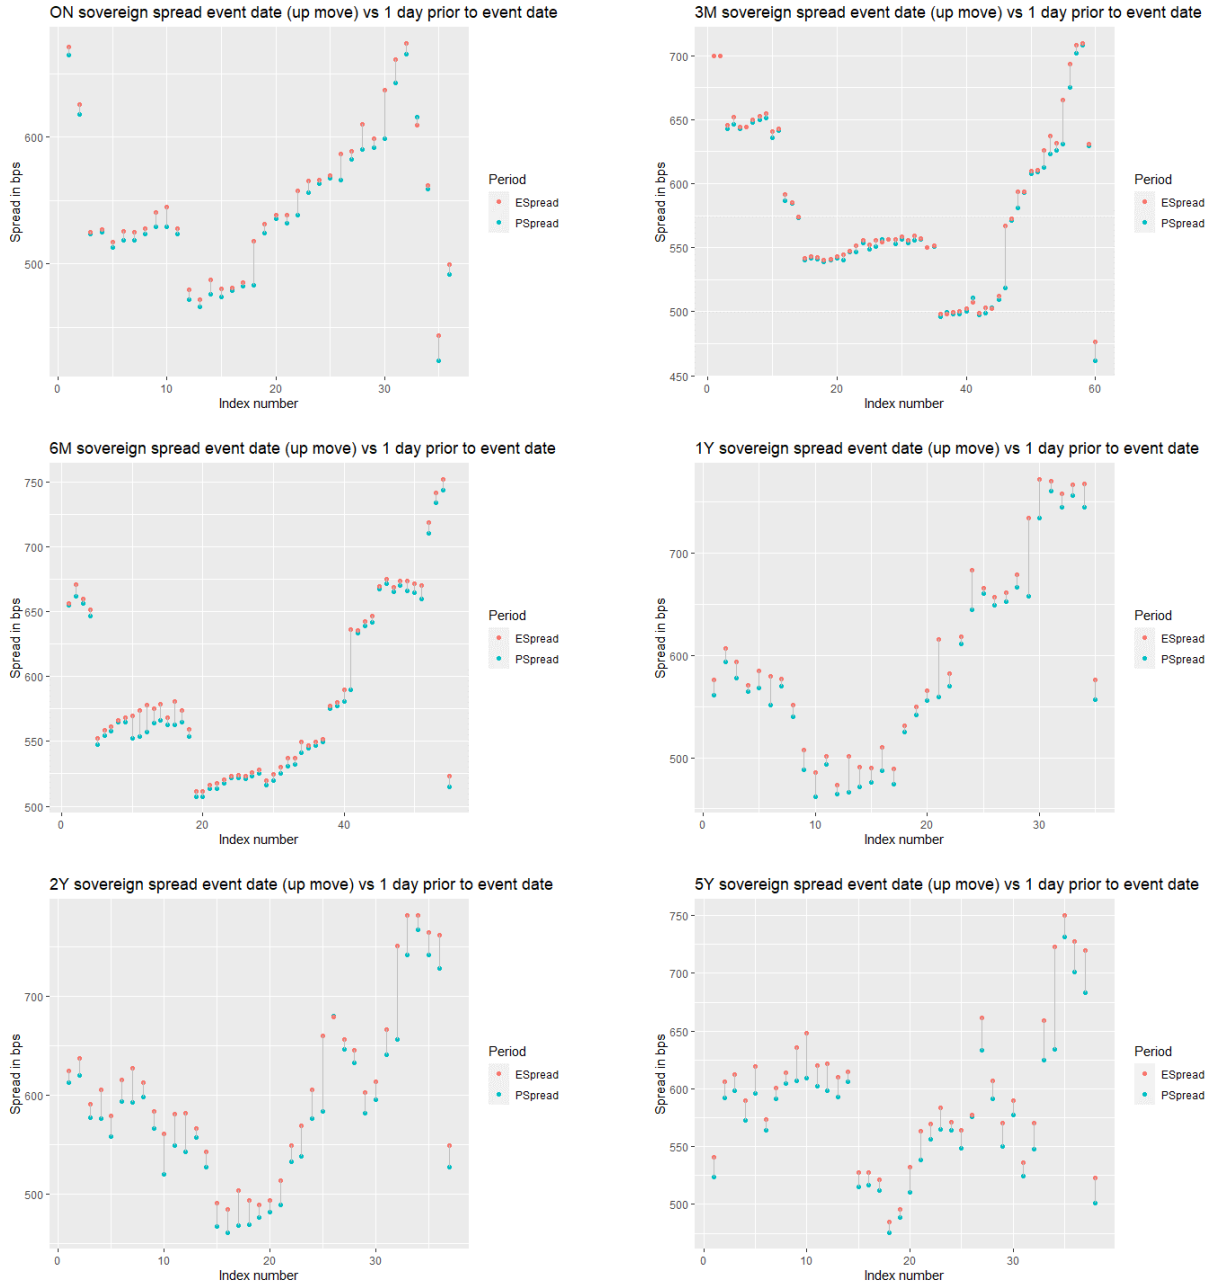 ON sovereign spread event date (up move) vs 1 day prior to event date
600
500
Spread in bps
0
10
20
30
Index number
Period
ESpread
PSpread
3M sovereign spread event date (up move) vs 1 day prior to event date
700
650
600
550
500
450
Spread in bps
0
20
40
60
Index number
Period
ESpread
PSpread
6M sovereign spread event date (up move) vs 1 day prior to event date
750
700
650
600
550
500
Spread in bps
0
20
40
Index number
Period
ESpread
PSpread
1Y sovereign spread event date (up move) vs 1 day prior to event date
700
600
500
Spread in bps
0
10
20
30
Index number
Period
ESpread
PSpread
2Y sovereign spread event date (up move) vs 1 day prior to event date
700
600
500
Spread in bps
0
10
20
30
Index number
Period
ESpread
PSpread
5Y sovereign spread event date (up move) vs 1 day prior to event date
750
700
650
600
550
500
Spread in bps
0
10
20
30
Index number
Period
ESpread
PSpread